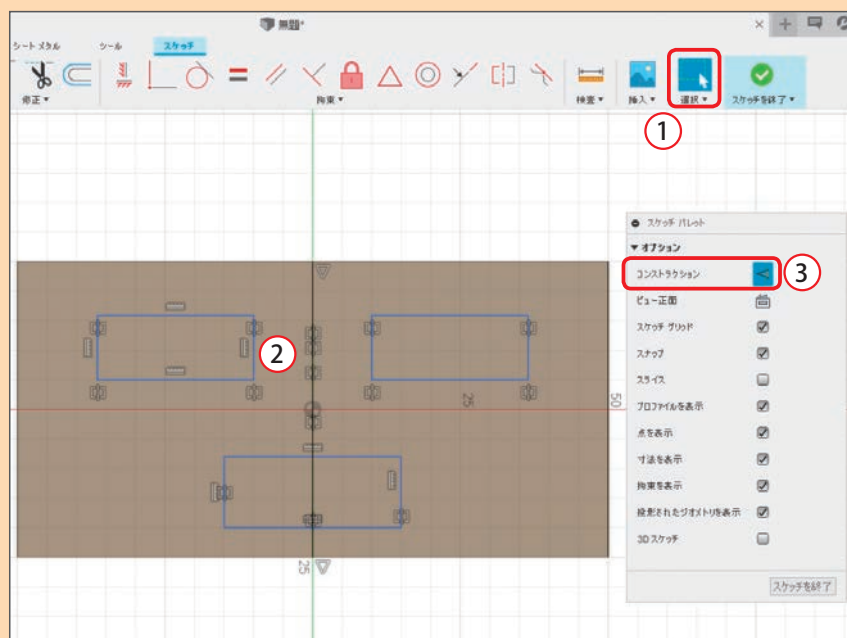 無題*
シートメタル ツール スケッチ
修正▼ 拘束▼ 検査▼ 挿入▼ 選択▼ スケッチを終了▼
①
スケッチ パレット
▼オプション
コンストラクション
③
ビュー正面
スケッチ グリッド
②
スナップ
スライス
25
50
プロファイルを表示
点を表示
寸法を表示
拘束を表示
投影されたジオメトリを表示
3D スケッチ
25
スケッチを終了